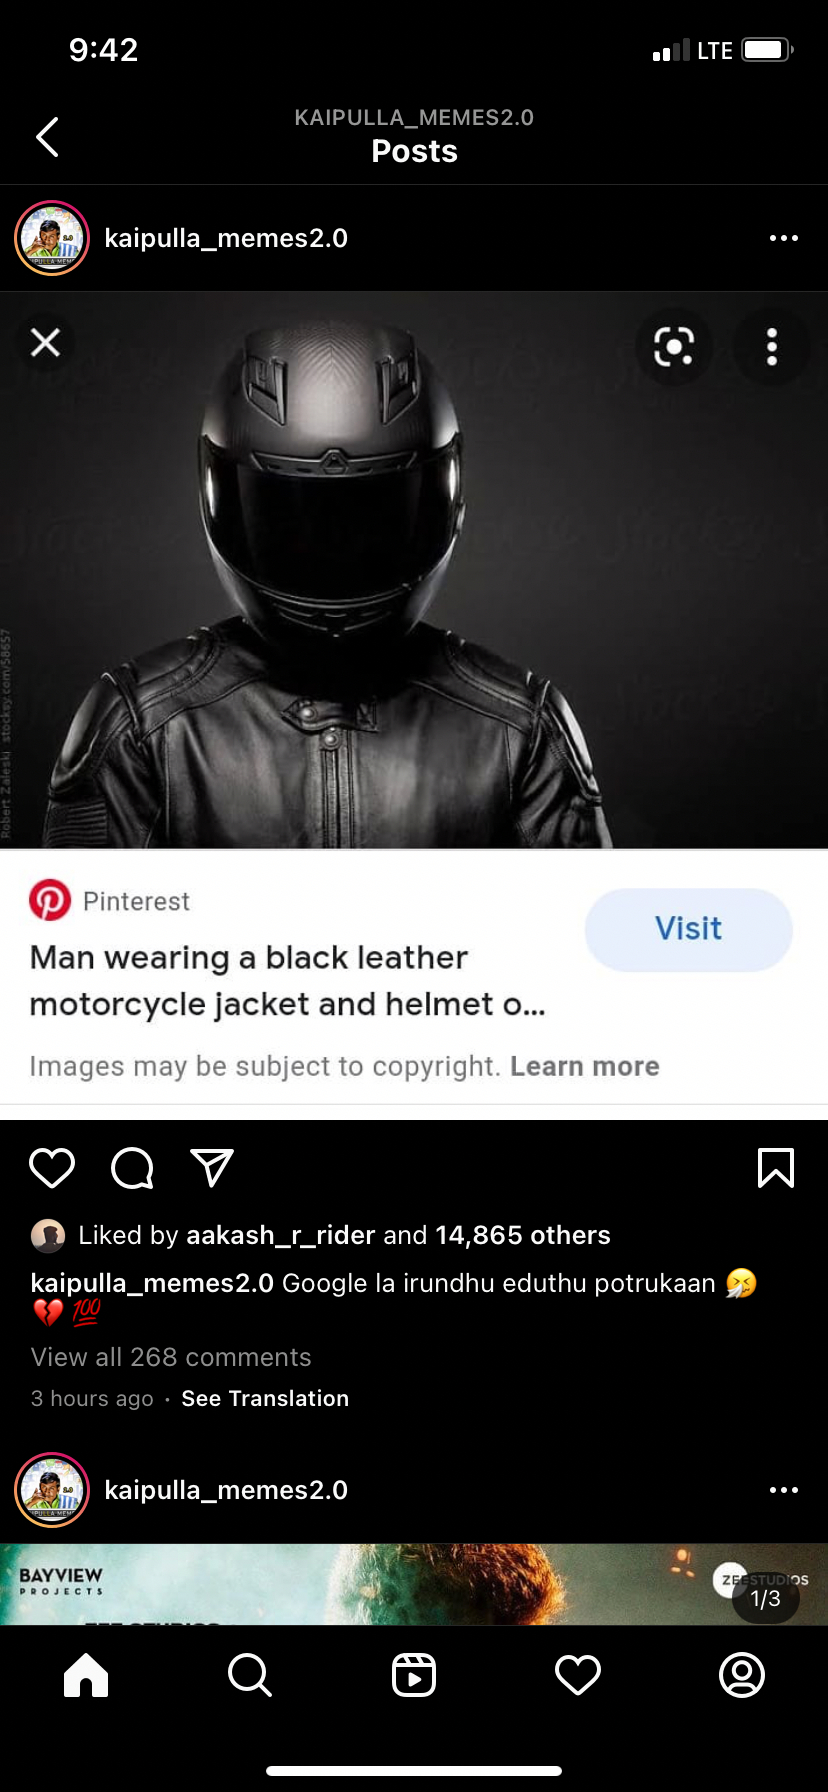 9:42
LTE
KAIPULLA_MEMES2.0
Posts
kaipulla_memes2.0
Robert Zaleski stocksy.com/58657
Pinterest
Visit
Man wearing a black leather
motorcycle jacket and helmet o...
Images may be subject to copyright. Learn more
Liked by aakash_r_rider and 14,865 others
kaipulla_memes2.0 Google la irundhu eduthu potrukaan 🤧
💔 💯
View all 268 comments
3 hours ago · See Translation
kaipulla_memes2.0
BAYVIEW
PROJECTS
ZEE STUDIOS
1/3
ZEE STUDIOS